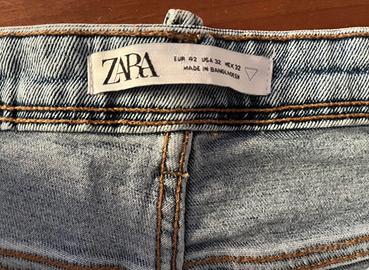 ZARA
EUR 42 USA 32 MEX 32
MADE IN BANGLADESH